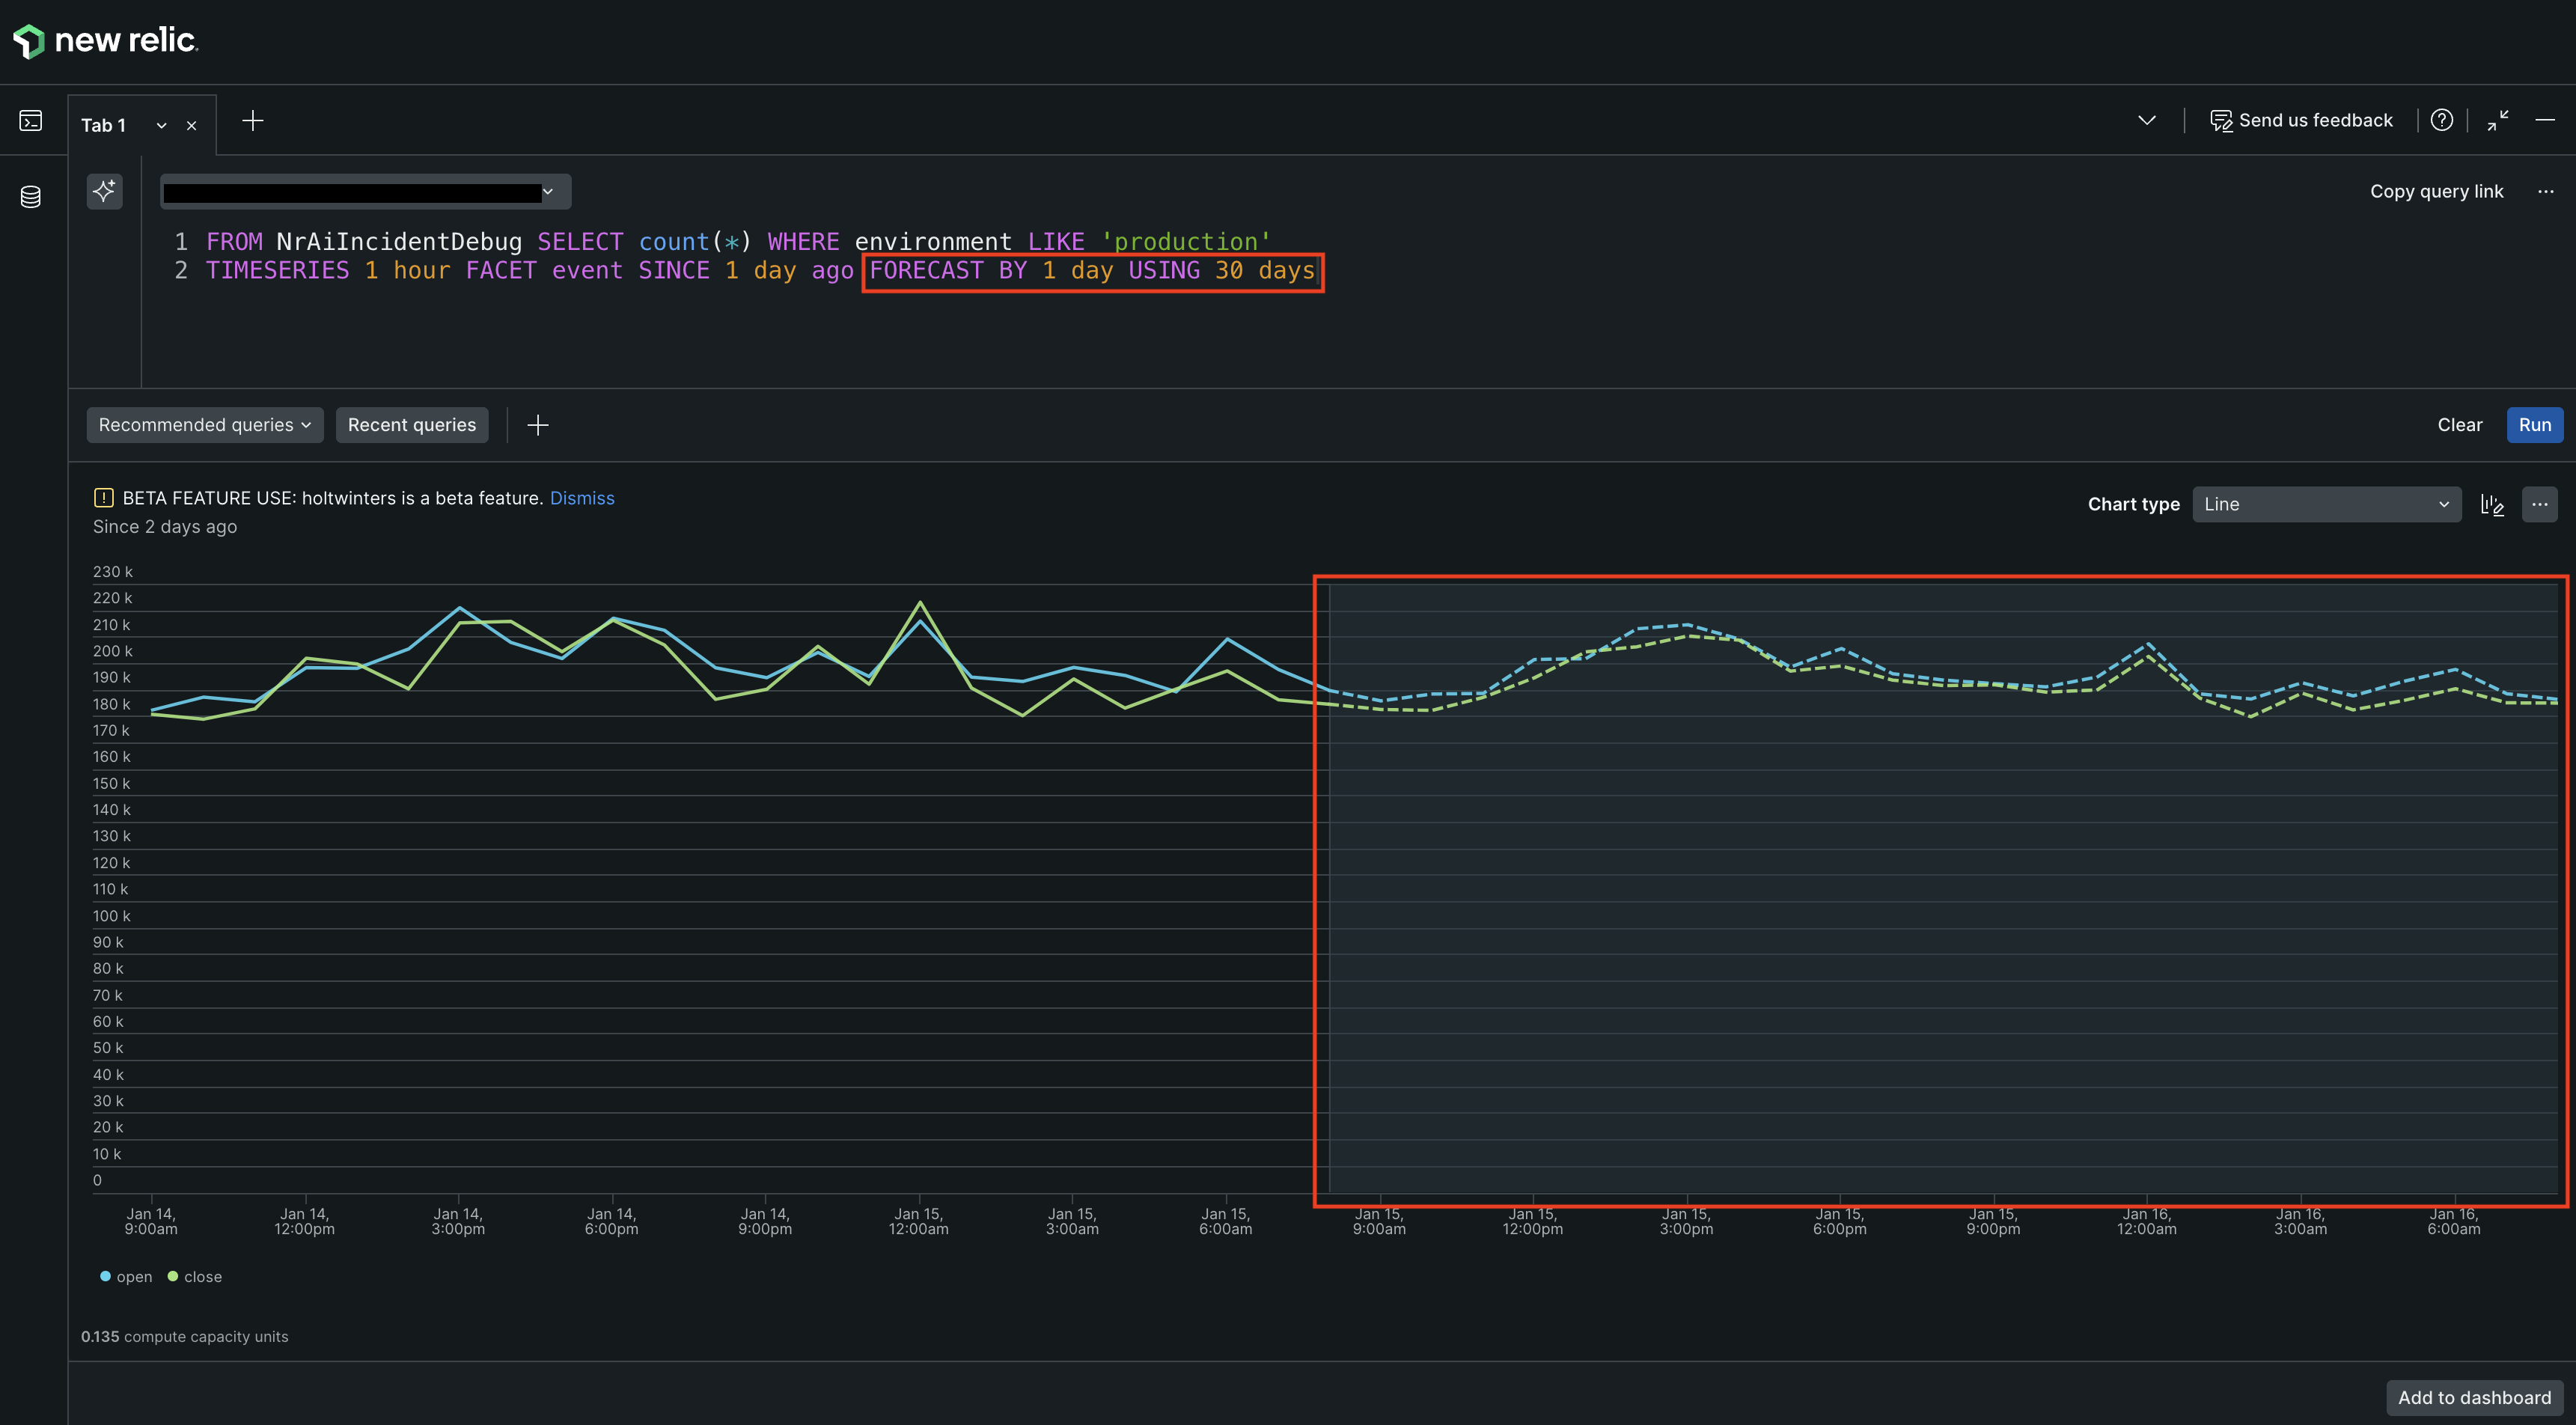 new relic
Tab 1
Send us feedback
Copy query link
1 FROM NrAiIncidentDebug SELECT count(*) WHERE environment LIKE 'production'
2 TIMESERIES 1 hour FACET event SINCE 1 day ago FORECAST BY 1 day USING 30 days
Recommended queries
Recent queries
Clear
Run
BETA FEATURE USE: holtwinters is a beta feature. Dismiss
Since 2 days ago
Chart type
Line
230 k
220 k
210 k
200 k
190 k
180 k
170 k
160 k
150 k
140 k
130 k
120 k
110 k
100 k
90 k
80 k
70 k
60 k
50 k
40 k
30 k
20 k
10 k
0
Jan 14, 9:00am
Jan 14, 12:00pm
Jan 14, 3:00pm
Jan 14, 6:00pm
Jan 14, 9:00pm
Jan 15, 12:00am
Jan 15, 3:00am
Jan 15, 6:00am
Jan 15, 9:00am
Jan 15, 12:00pm
Jan 15, 3:00pm
Jan 15, 6:00pm
Jan 15, 9:00pm
Jan 16, 12:00am
Jan 16, 3:00am
Jan 16, 6:00am
open
close
0.135 compute capacity units
Add to dashboard